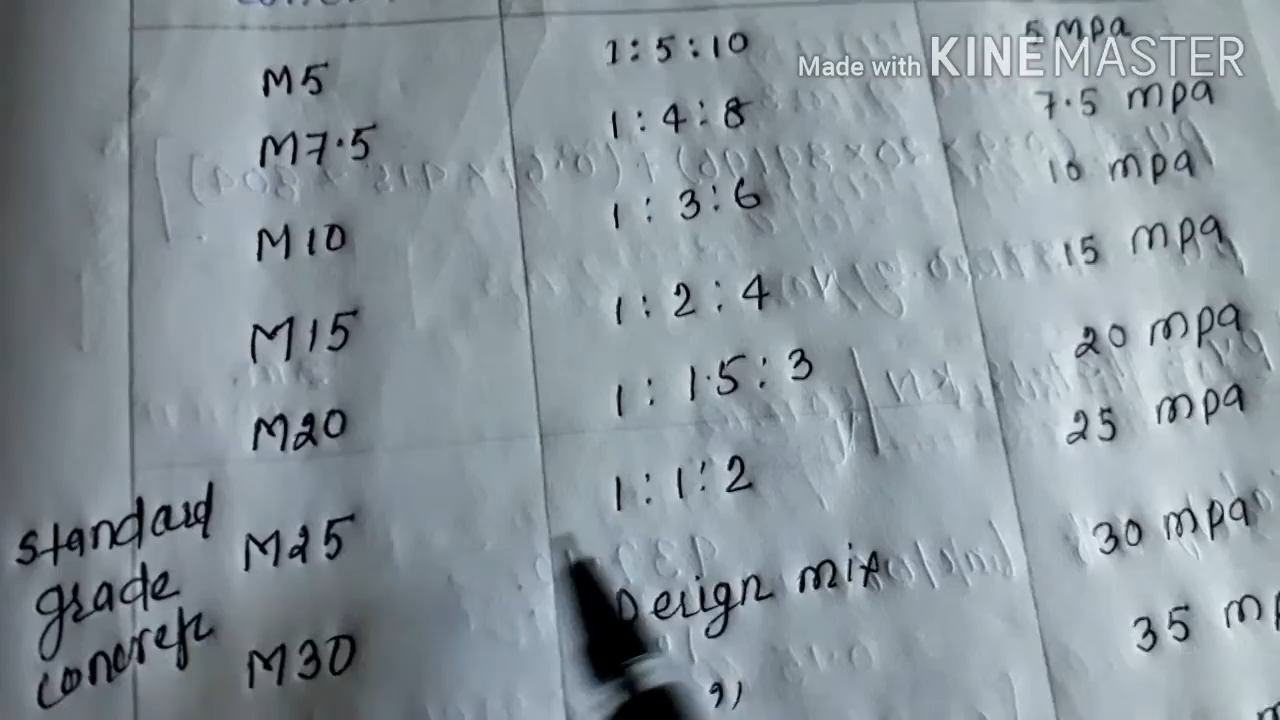 M5 1:5:10 5 mpa
Made with KINEMASTER
M7.5 1:4:8 7.5 mpa
M10 1:3:6 10 mpa
M15 1:2:4 15 mpa
M20 1:1.5:3 20 mpa
standard
grade
M25 1:1:2 25 mpa
M30 Design mix 30 mpa
" 35